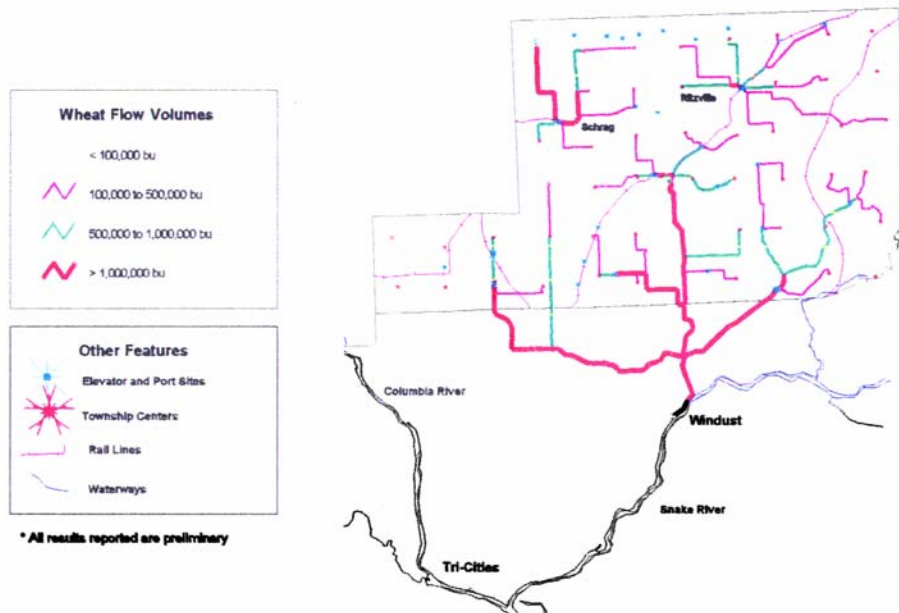 Wheat Flow Volumes
< 100,000 bu
100,000 to 500,000 bu
500,000 to 1,000,000 bu
> 1,000,000 bu
Other Features
Elevator and Port Sites
Township Centers
Rail Lines
Waterways
* All results reported are preliminary
Ritzville
Schrag
Columbia River
Windust
Snake River
Tri-Cities